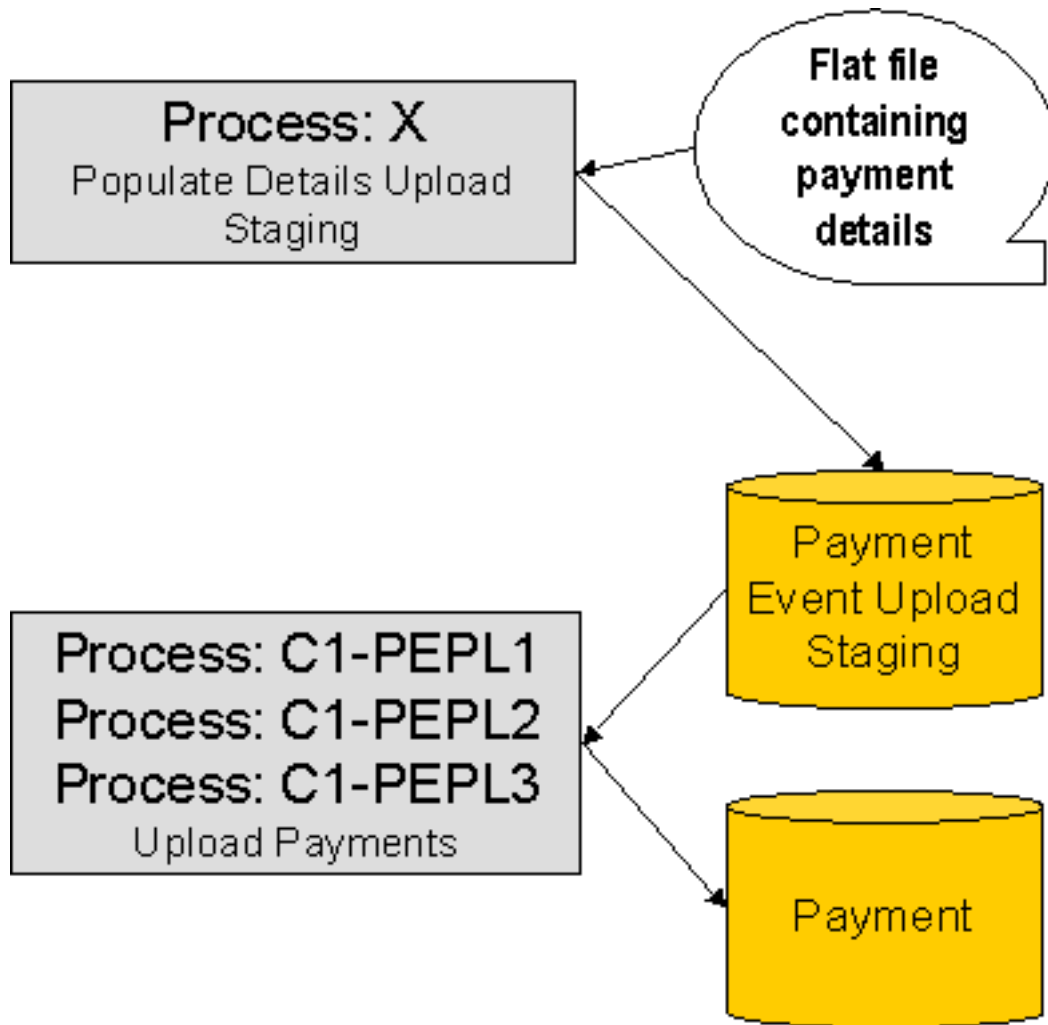 Process: X
Populate Details Upload
Staging
Flat file
containing
payment
details
Payment
Event Upload
Staging
Process: C1-PEPL1
Process: C1-PEPL2
Process: C1-PEPL3
Upload Payments
Payment